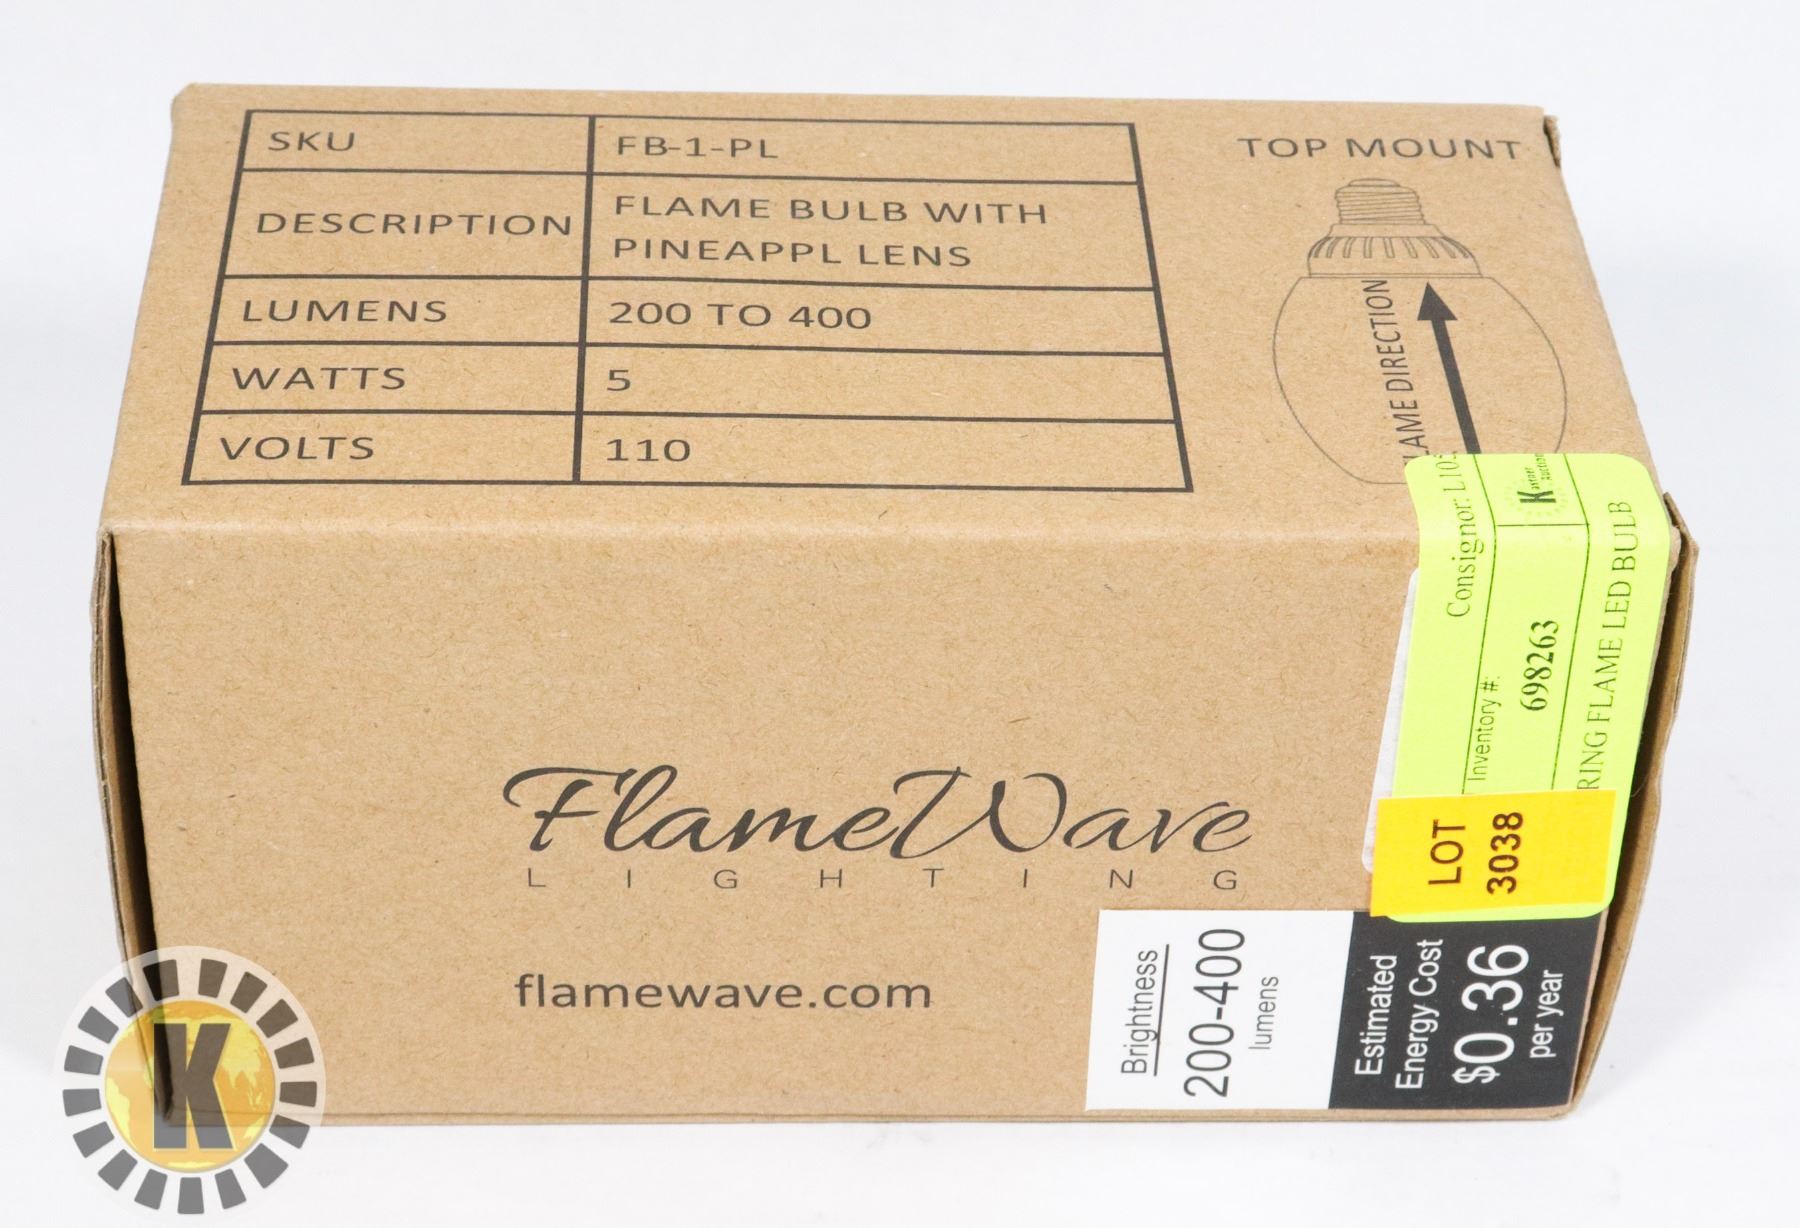 SKU
FB-1-PL
DESCRIPTION
FLAME BULB WITH
PINEAPPL LENS
LUMENS
200 TO 400
WATTS
5
VOLTS
110
TOP MOUNT
FLAME DIRECTION
FlameWave
LIGHTING
flamewave.com
Consignor:
Kastner
Auctions
Inventory #:
698263
FLAME LED BULB
LOT
3038
Brightness
200-400
lumens
Estimated
Energy Cost
$0.36
per year
K